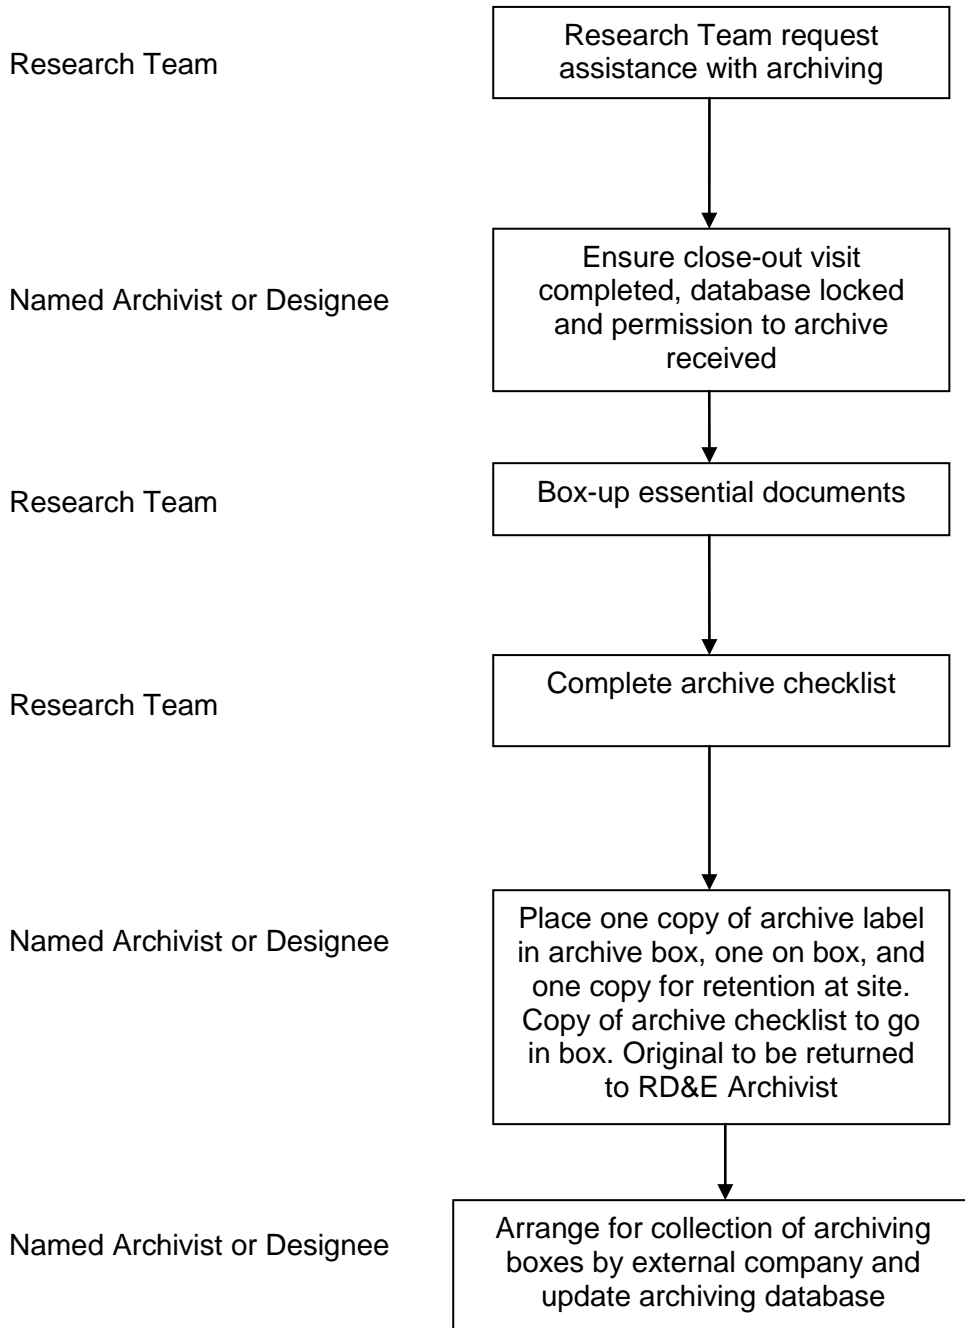 Research Team
Research Team request
assistance with archiving
Named Archivist or Designee
Ensure close-out visit
completed, database locked
and permission to archive
received
Research Team
Box-up essential documents
Research Team
Complete archive checklist
Named Archivist or Designee
Place one copy of archive label
in archive box, one on box, and
one copy for retention at site.
Copy of archive checklist to go
in box. Original to be returned
to RD&E Archivist
Named Archivist or Designee
Arrange for collection of archiving
boxes by external company and
update archiving database